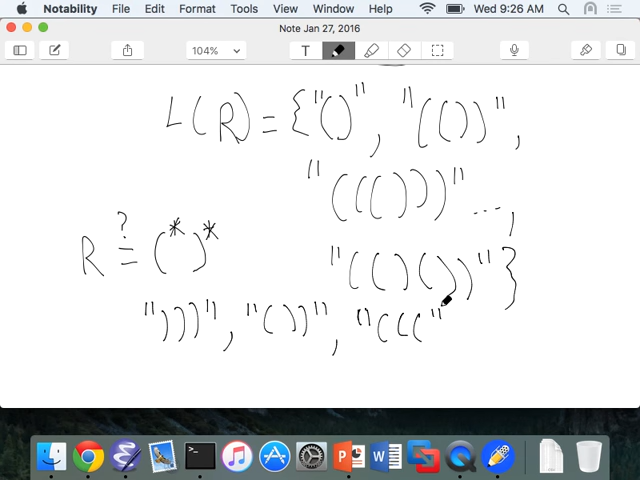 Notability File Edit Format Tools View Window Help Wed 9:26 AM
Note Jan 27, 2016
104% T
L(R) = { "()", "(())",
"((()))" ...,
R ?= (* )*
"(()())" }
")))", "())", "((("